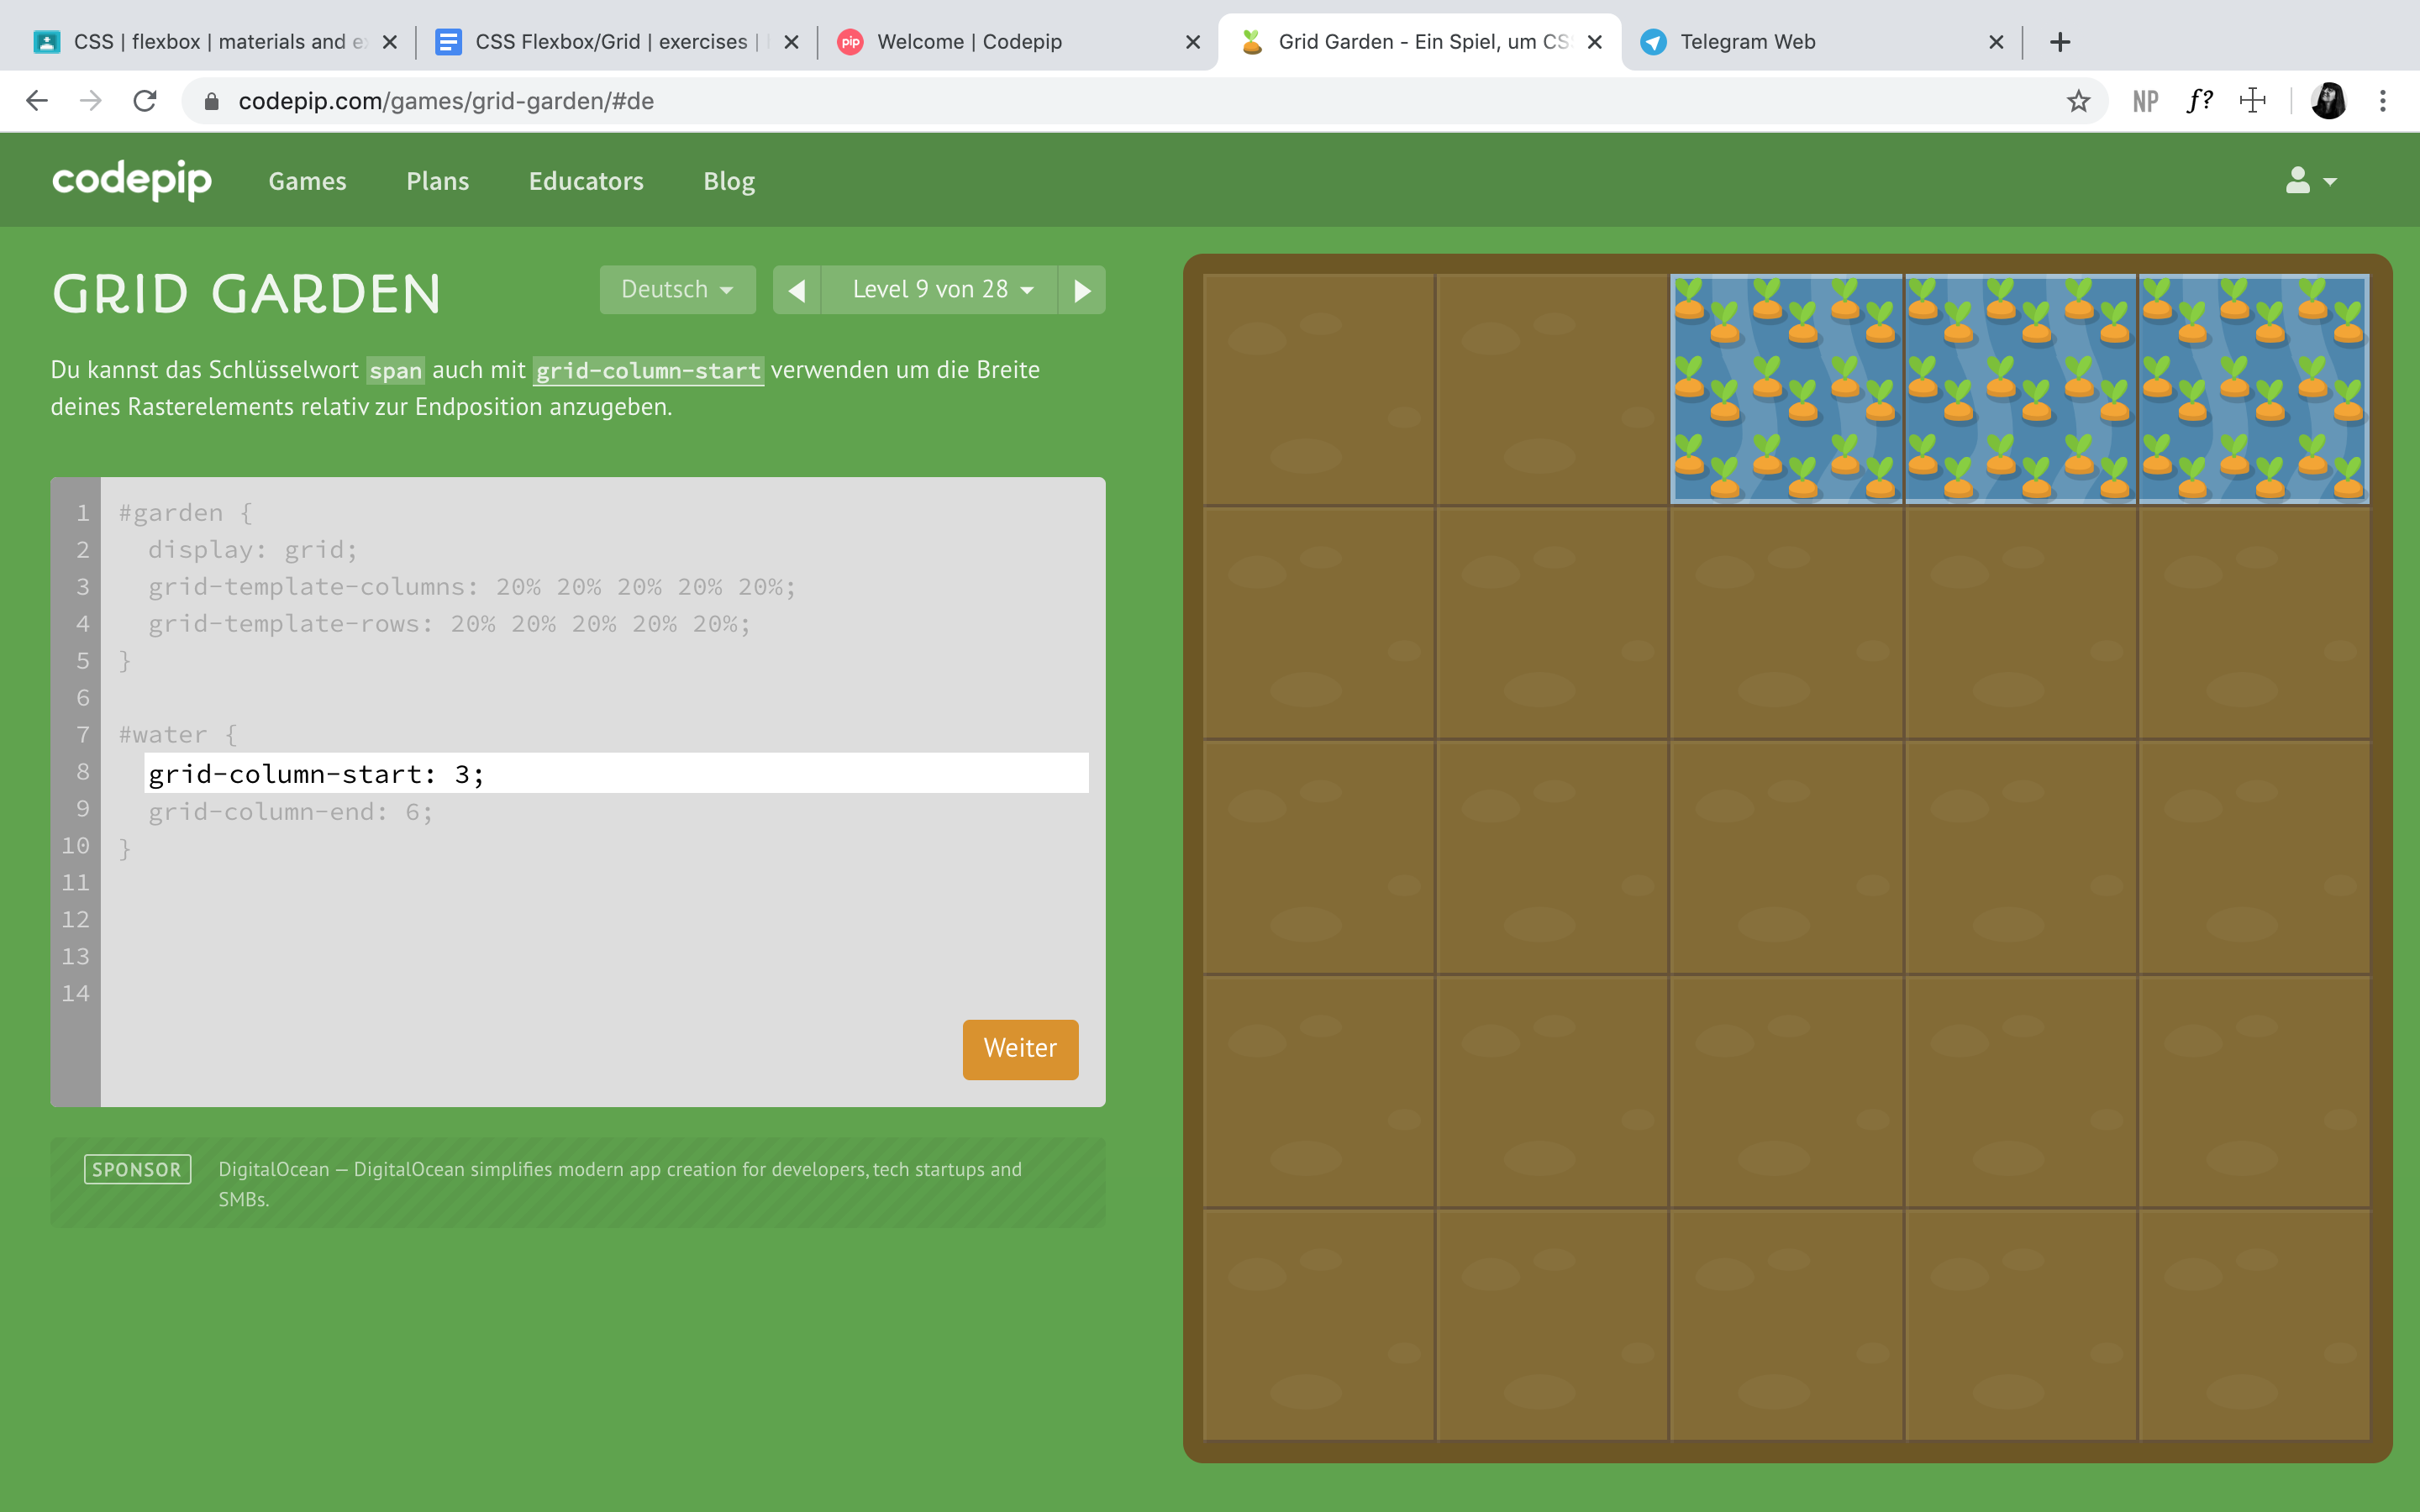 CSS | flexbox | materials and ex
CSS Flexbox/Grid | exercises |
pip
Welcome | Codepip
Grid Garden - Ein Spiel, um CSS
Telegram Web
codepip.com/games/grid-garden/#de
NP
f?
codepip
Games
Plans
Educators
Blog
GRID GARDEN
Deutsch
Level 9 von 28
Du kannst das Schlüsselwort span auch mit grid-column-start verwenden um die Breite
deines Rasterelements relativ zur Endposition anzugeben.
1 #garden {
2 display: grid;
3 grid-template-columns: 20% 20% 20% 20% 20%;
4 grid-template-rows: 20% 20% 20% 20% 20%;
5 }
6
7 #water {
8 grid-column-start: 3;
9 grid-column-end: 6;
10 }
11
12
13
14
Weiter
SPONSOR
DigitalOcean — DigitalOcean simplifies modern app creation for developers, tech startups and
SMBs.